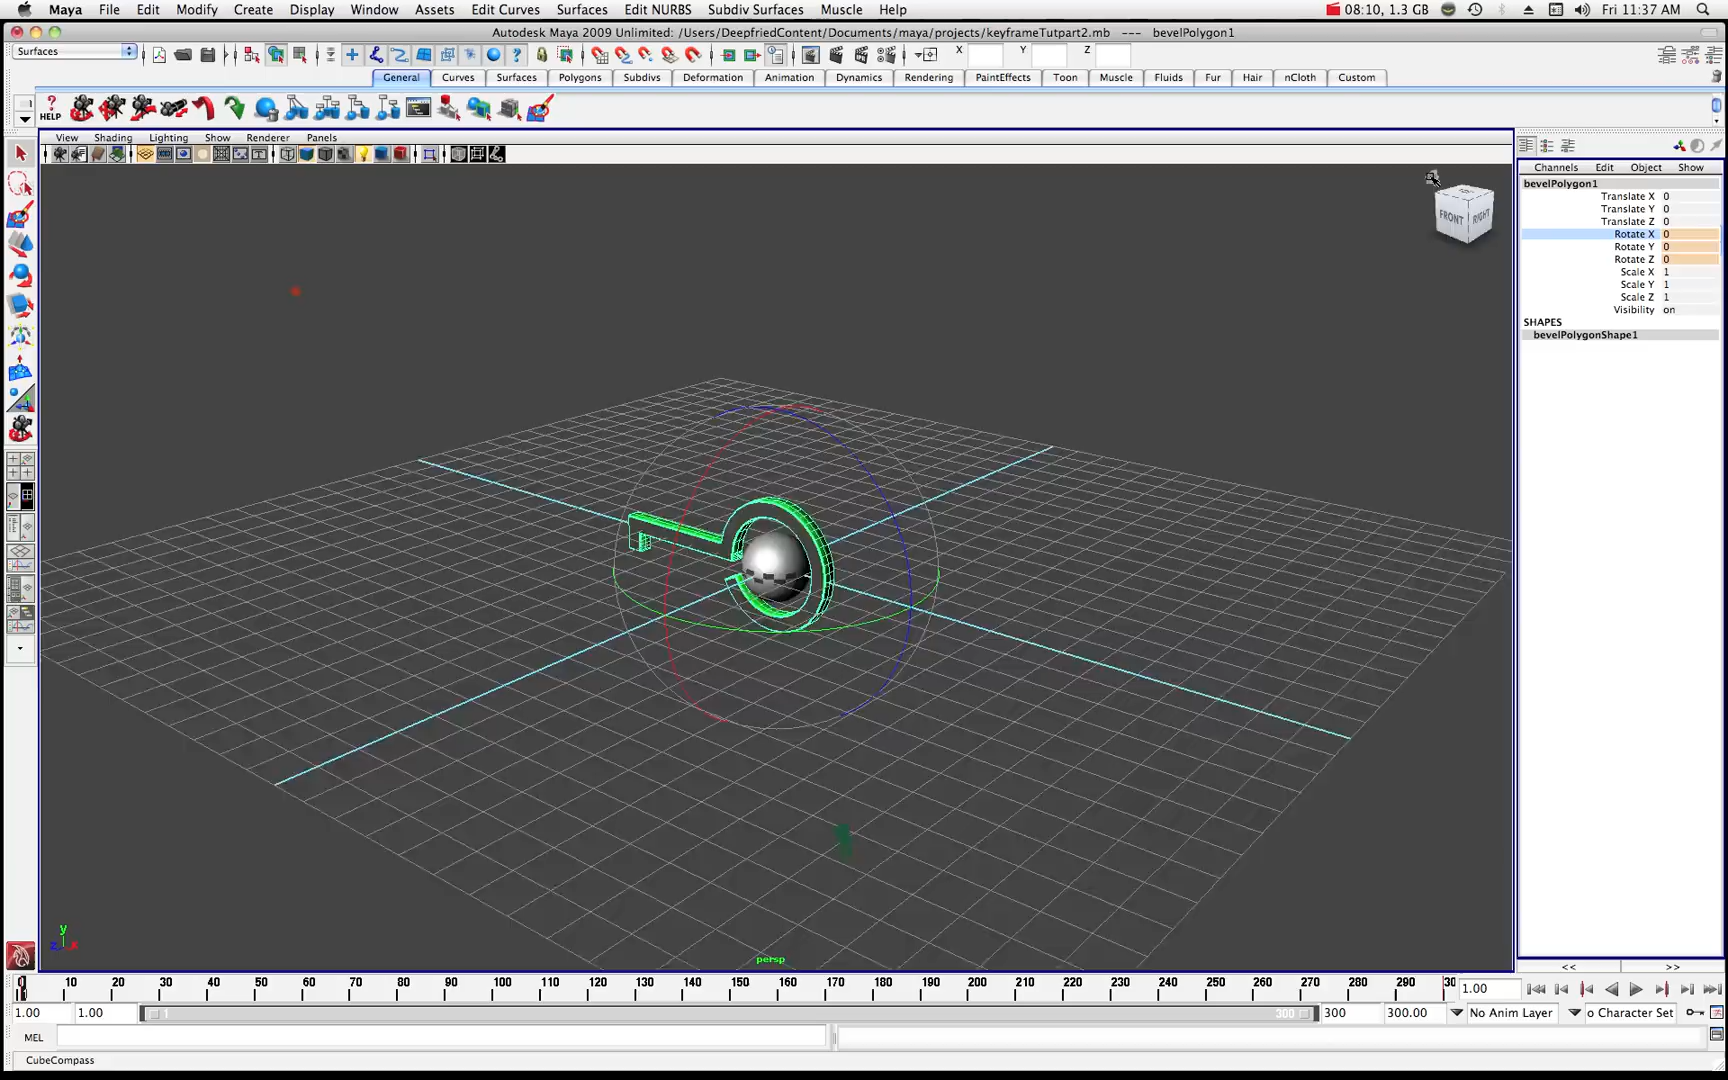 Maya File Edit Modify Create Display Window Assets Edit Curves Surfaces Edit NURBS Subdiv Surfaces Muscle Help 08:10, 1.3 GB Fri 11:37 AM
Autodesk Maya 2009 Unlimited: /Users/DeepfriedContent/Documents/maya/projects/keyframeTutpart2.mb --- bevelPolygon1
Surfaces X Y Z
General Curves Surfaces Polygons Subdivs Deformation Animation Dynamics Rendering PaintEffects Toon Muscle Fluids Fur Hair nCloth Custom
?
HELP
View Shading Lighting Show Renderer Panels
Channels Edit Object Show
bevelPolygon1
Translate X 0
Translate Y 0
Translate Z 0
Rotate X 0
Rotate Y 0
Rotate Z 0
Scale X 1
Scale Y 1
Scale Z 1
Visibility on
SHAPES
bevelPolygonShape1
FRONT RIGHT
y
z x
persp
<< >>
10 20 30 40 50 60 70 80 90 100 110 120 130 140 150 160 170 180 190 200 210 220 230 240 250 260 270 280 290 30 1.00
1.00 1.00 1 300 300 300.00 No Anim Layer o Character Set
MEL
CubeCompass